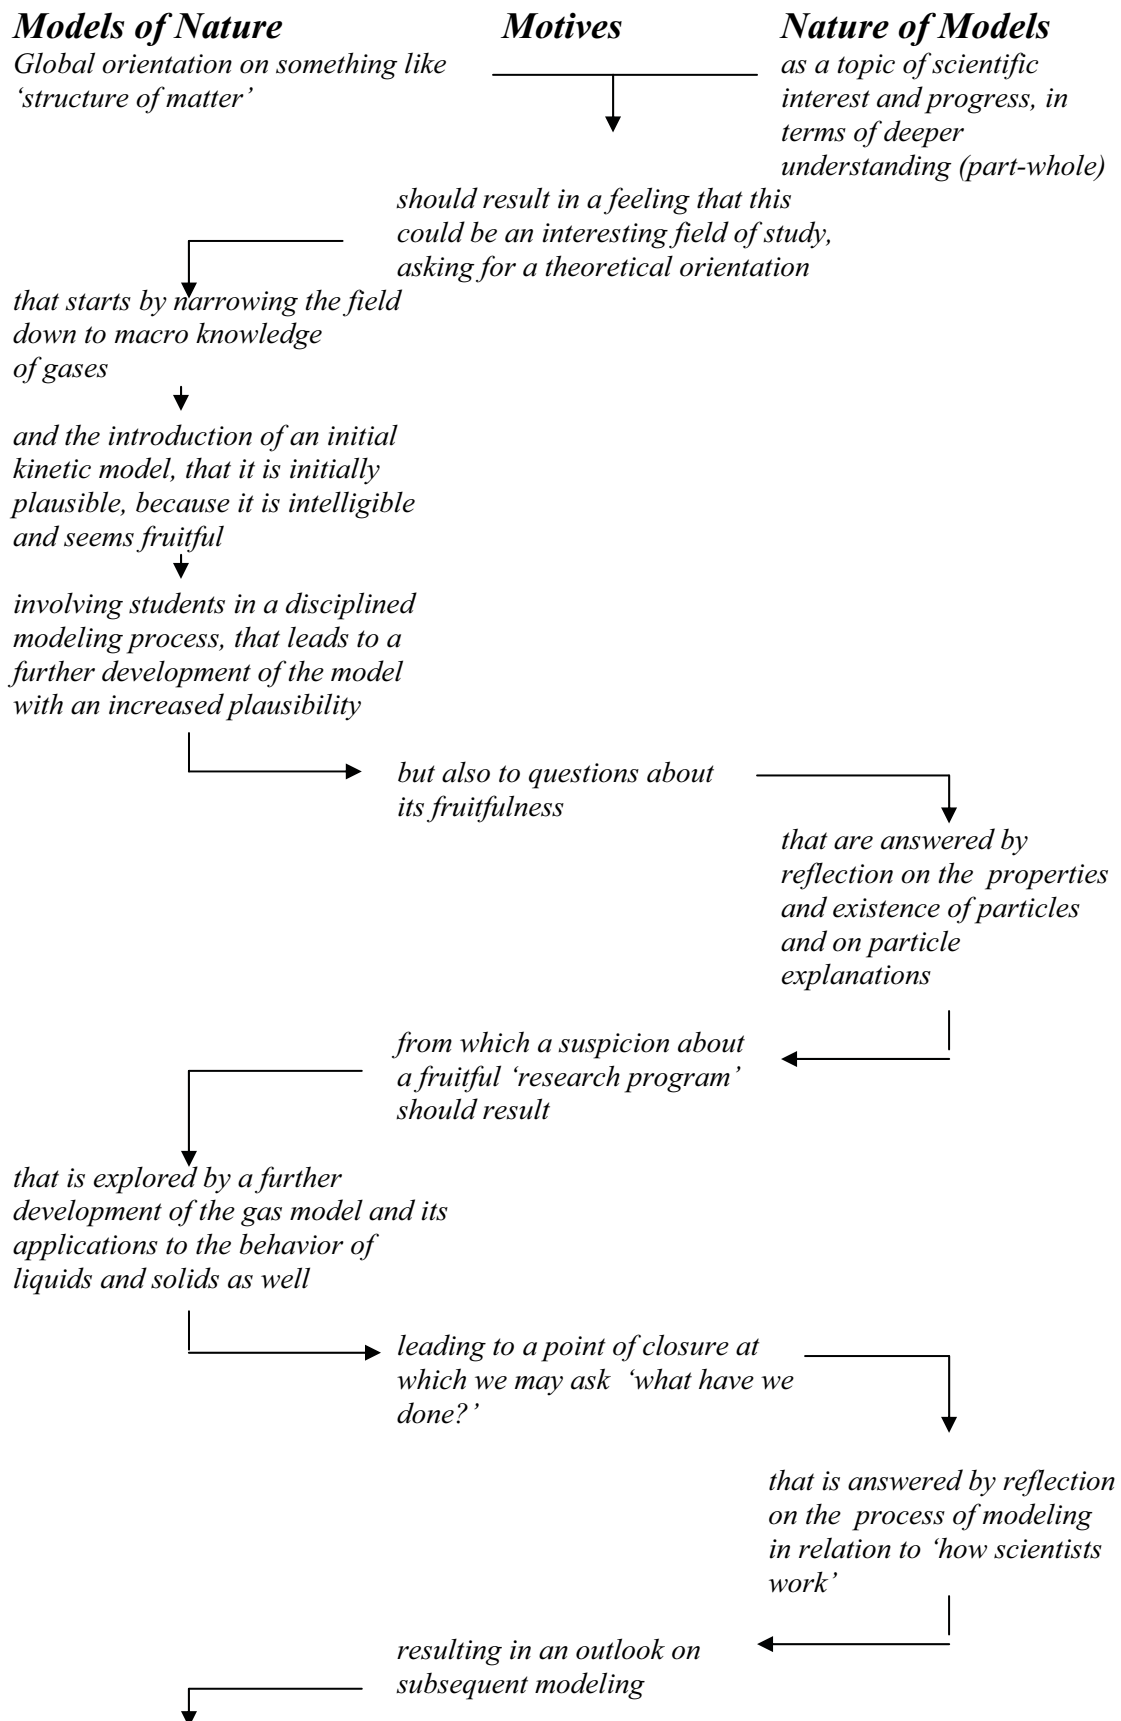 Models of Nature
Motives
Nature of Models
Global orientation on something like
‘structure of matter’
as a topic of scientific
interest and progress, in
terms of deeper
understanding (part-whole)
should result in a feeling that this
could be an interesting field of study,
asking for a theoretical orientation
that starts by narrowing the field
down to macro knowledge
of gases
and the introduction of an initial
kinetic model, that it is initially
plausible, because it is intelligible
and seems fruitful
involving students in a disciplined
modeling process, that leads to a
further development of the model
with an increased plausibility
but also to questions about
its fruitfulness
that are answered by
reflection on the  properties
and existence of particles
and on particle
explanations
from which a suspicion about
a fruitful ‘research program’
should result
that is explored by a further
development of the gas model and its
applications to the behavior of
liquids and solids as well
leading to a point of closure at
which we may ask  ‘what have we
done?’
that is answered by reflection
on the  process of modeling
in relation to ‘how scientists
work’
resulting in an outlook on
subsequent modeling